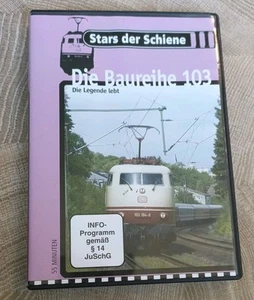 Stars der Schiene
Die Baureihe 103
Die Legende lebt
INFO-
Programm
gemäß
§ 14
JuSchG
55 MINUTEN